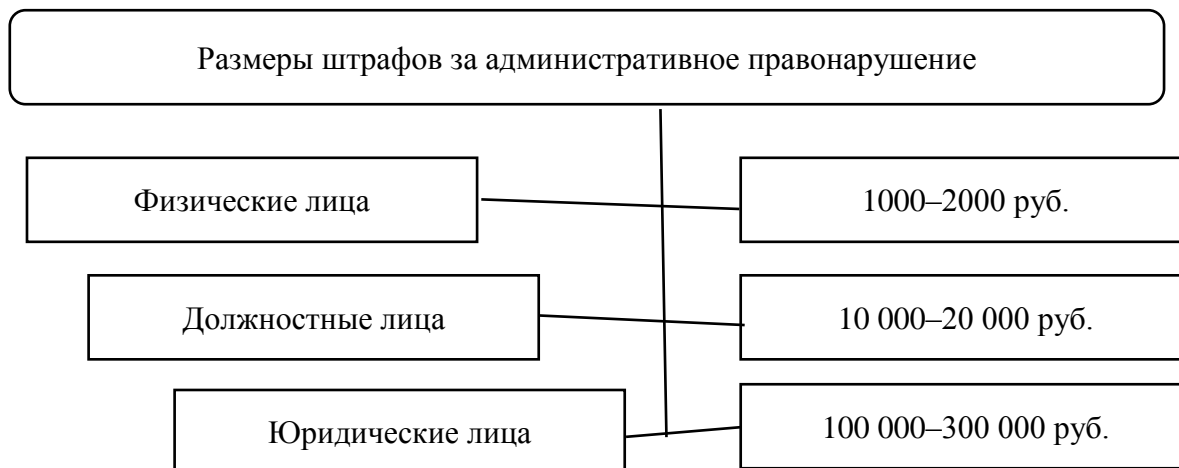 Размеры штрафов за административное правонарушение
Физические лица
1000–2000 руб.
Должностные лица
10 000–20 000 руб.
Юридические лица
100 000–300 000 руб.